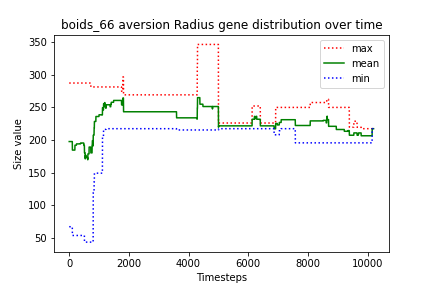 boids_66 aversion Radius gene distribution over time
350
300
250
200
150
100
50
Size value
max
mean
min
0 2000 4000 6000 8000 10000
Timesteps